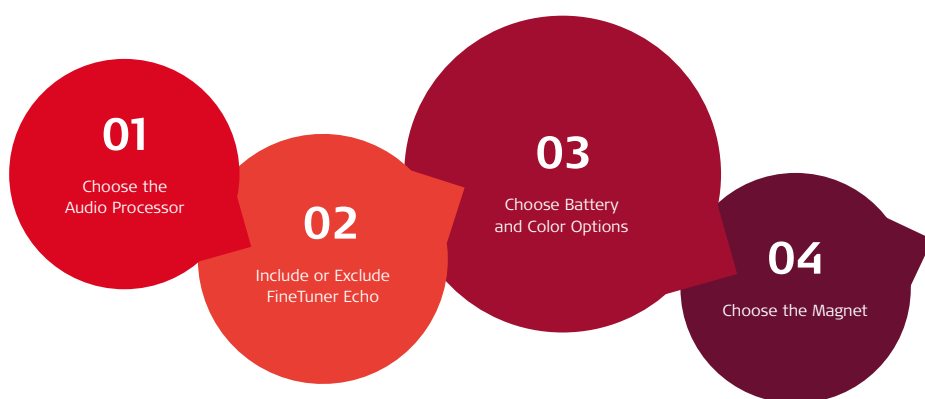 01
Choose the
Audio Processor
02
Include or Exclude
FineTuner Echo
03
Choose Battery
and Color Options
04
Choose the Magnet